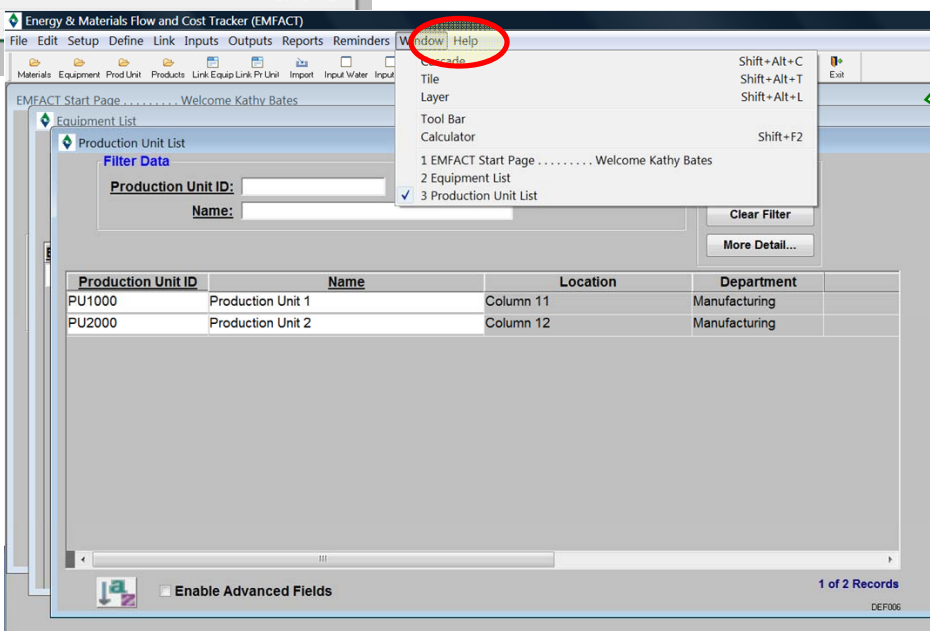 Energy & Materials Flow and Cost Tracker (EMFACT)
File Edit Setup Define Link Inputs Outputs Reports Reminders Window Help
Materials Equipment Prod Unit Products Link Equip Link Pr Unit Import Input Water Input Exit
Cascade Shift+Alt+C
Tile Shift+Alt+T
Layer Shift+Alt+L
Tool Bar
Calculator Shift+F2
1 EMFACT Start Page . . . . . . . . . Welcome Kathy Bates
2 Equipment List
✓ 3 Production Unit List
EMFACT Start Page . . . . . . . . . Welcome Kathy Bates
Equipment List
Production Unit List
Filter Data
Production Unit ID:
Name:
Clear Filter
More Detail...
Production Unit ID Name Location Department
PU1000 Production Unit 1 Column 11 Manufacturing
PU2000 Production Unit 2 Column 12 Manufacturing
Enable Advanced Fields
1 of 2 Records
DEF006